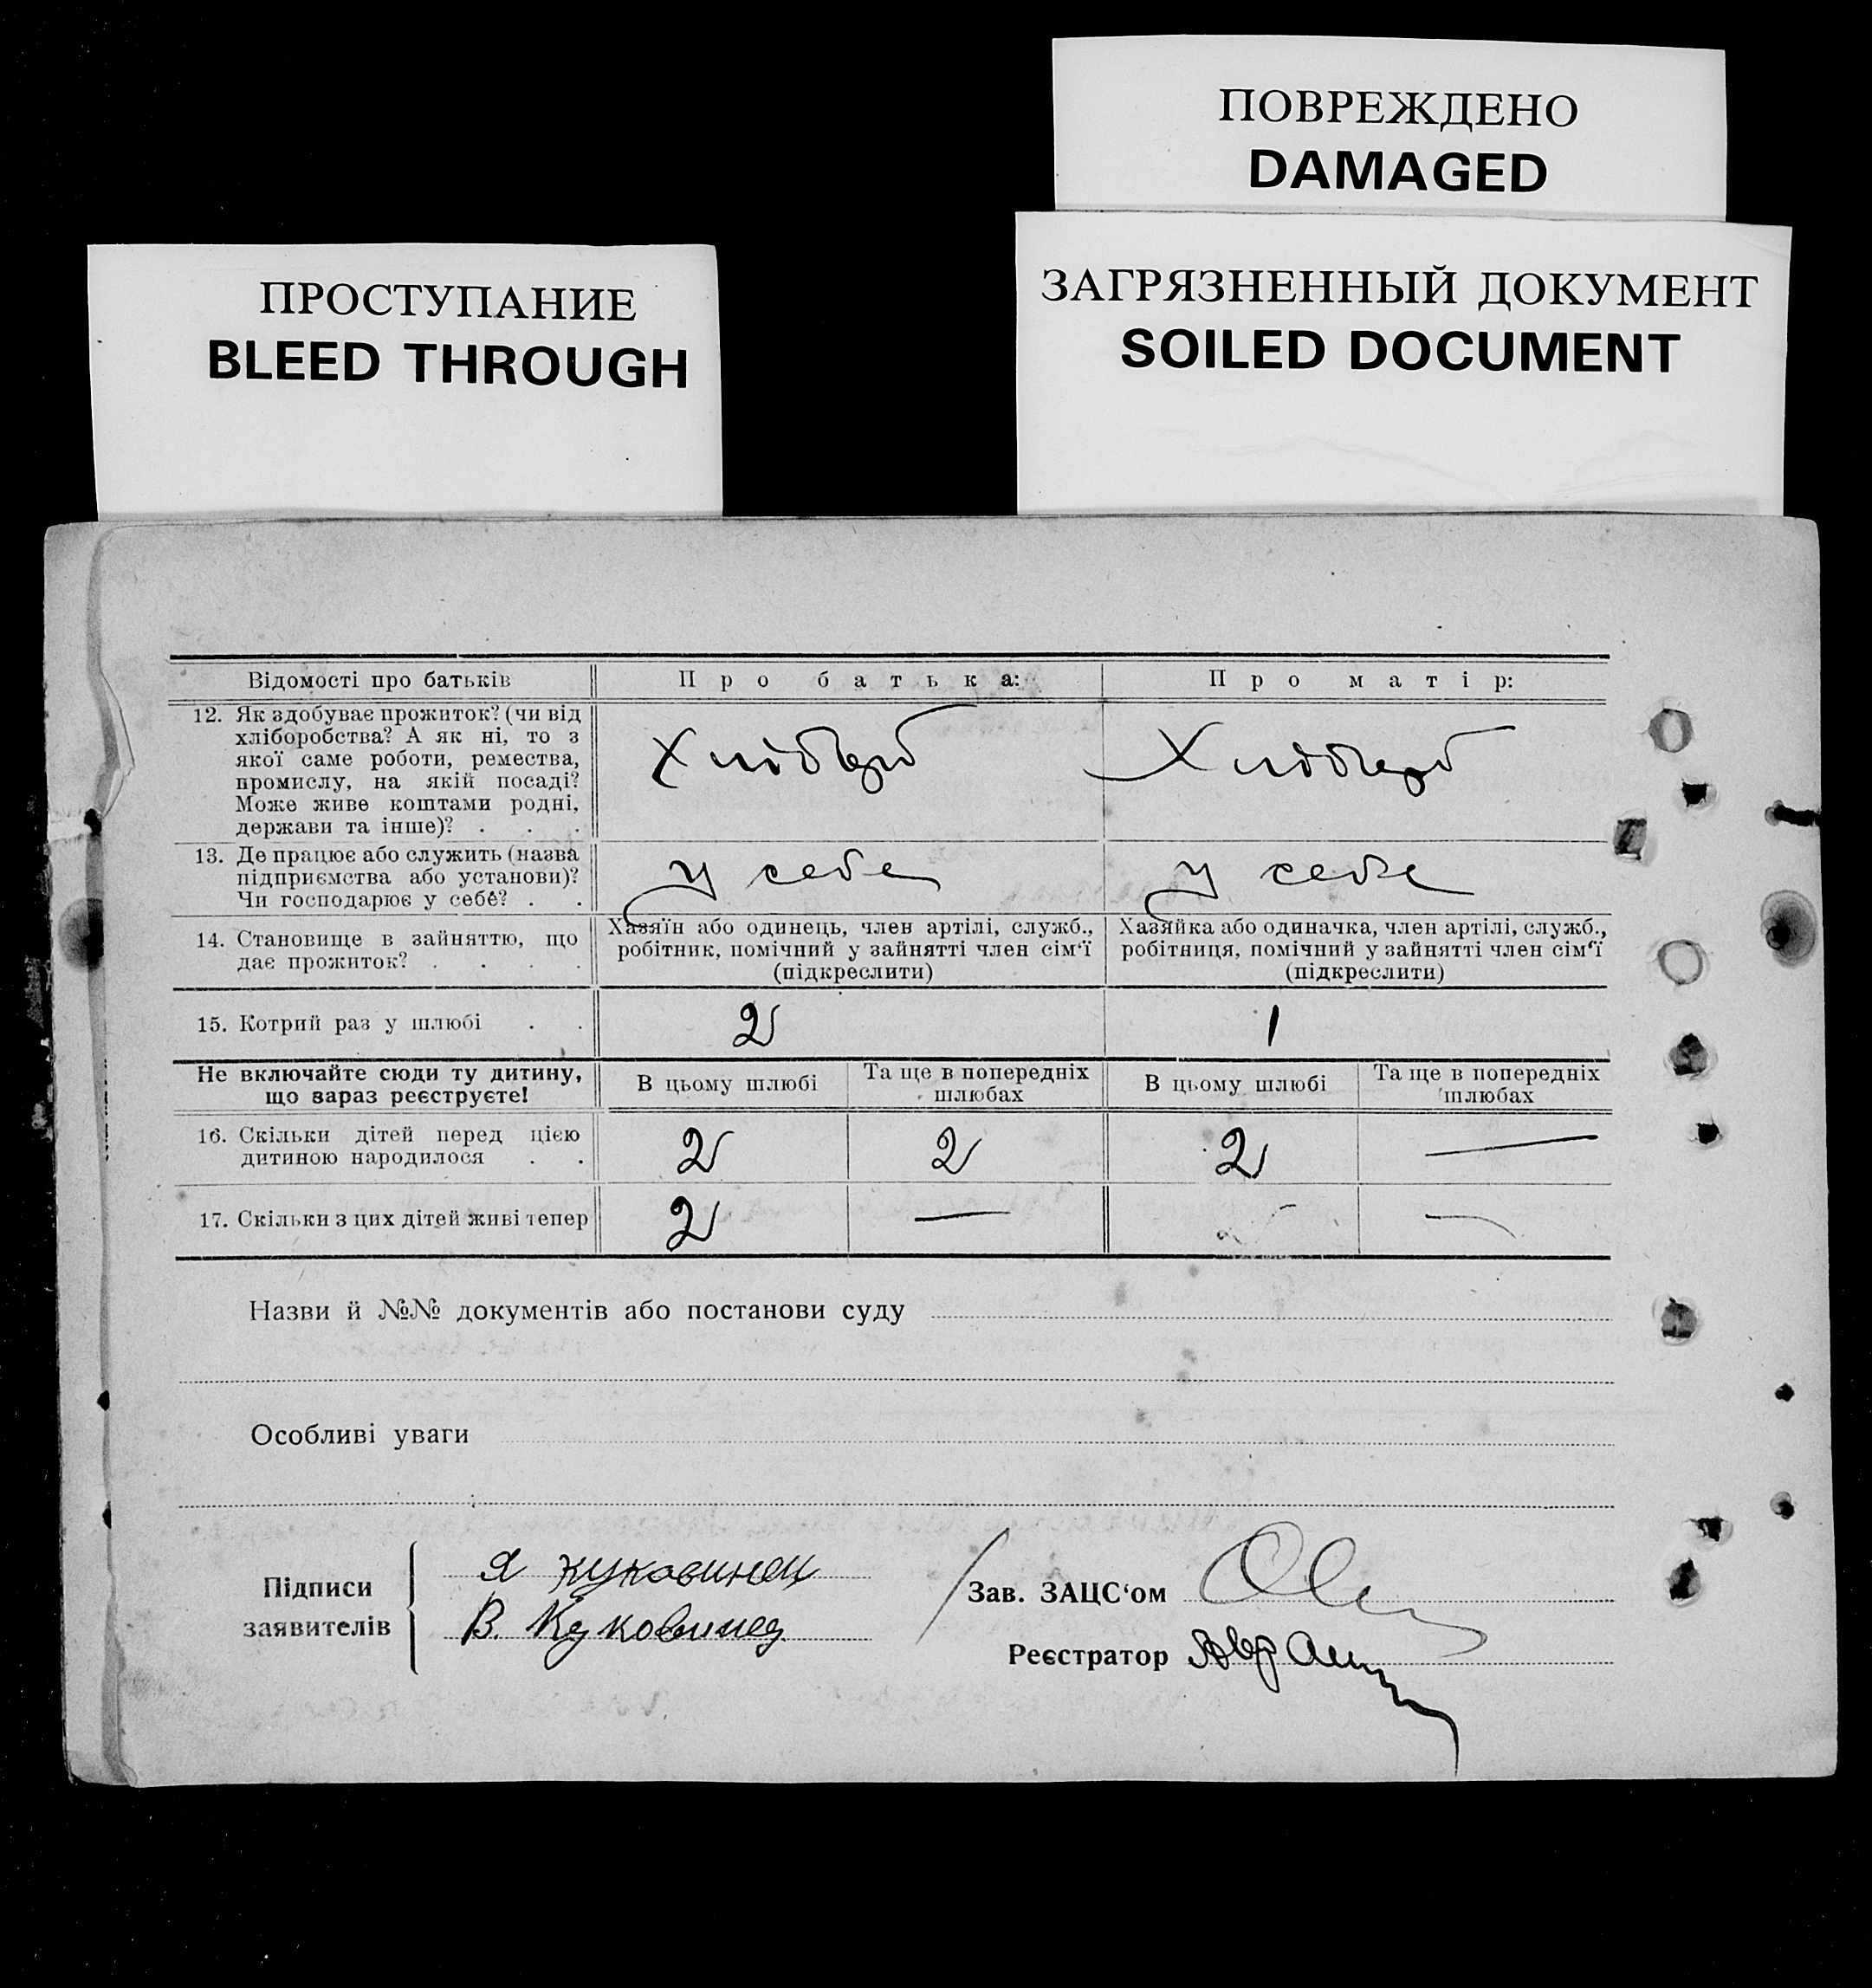 ПОВРЕЖДЕНО
DAMAGED
ПРОСТУПАНИЕ
BLEED THROUGH
ЗАГРЯЗНЕННЫЙ ДОКУМЕНТ
SOILED DOCUMENT
Відомості про батьків Про батька: Про матір:
12. Як здобуває прожиток? (чи від
хліборобства? А як ні, то з
якої саме роботи, ремества,
промислу, на якій посаді?
Може живе коштами родні,
держави та інше)? . . .
13. Де працює або служить (назва
підприємства або установи)?
Чи господарює у себе? . .
у себе у себе
14. Становище в зайняттю, що
дає прожиток? . . . .
Хазяїн або одинець, член артілі, служб.,
робітник, помічний у зайнятті член сім'ї
(підкреслити)
Хазяйка або одиначка, член артілі, служб.,
робітниця, помічний у зайнятті член сім'ї
(підкреслити)
15. Котрий раз у шлюбі . . 2 1
Не включайте сюди ту дитину,
що зараз реєструєте!
В цьому шлюбі
Та ще в попередніх
шлюбах
В цьому шлюбі
Та ще в попередніх
шлюбах
16. Скільки дітей перед цією
дитиною народилося . .
2 2 2 —
17. Скільки з цих дітей живі тепер 2 — —
Назви й №№ документів або постанови суду
Особливі уваги
Підписи
заявителів
Я куковинец
В. Куковинец
Зав. ЗАЦС'ом
Реєстратор